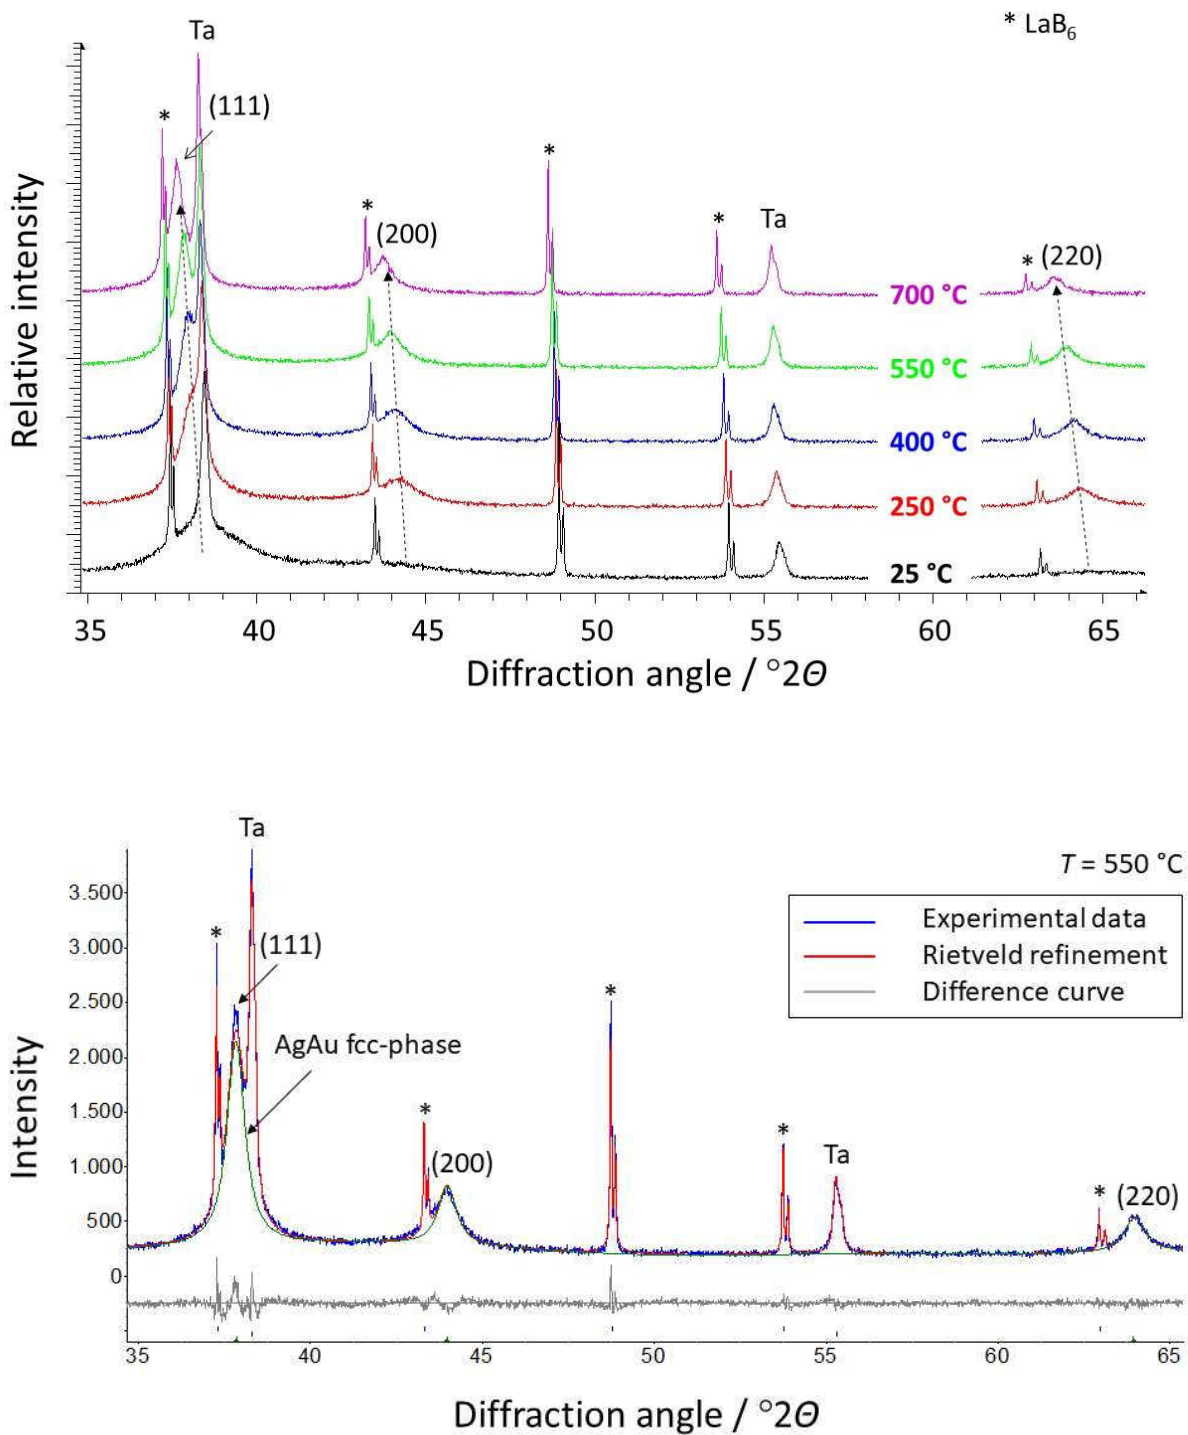 Ta
* LaB₆
*
(111)
*
*
(200)
*
Ta
*
(220)
700 °C
550 °C
400 °C
250 °C
25 °C
Relative intensity
35 40 45 50 55 60 65
Diffraction angle / °2Θ
Ta
T = 550 °C
Experimental data
Rietveld refinement
Difference curve
*
(111)
AgAu fcc-phase
*
*
(200)
*
Ta
*
(220)
3.500
3.000
2.500
2.000
1.500
1.000
500
0
Intensity
35 40 45 50 55 60 65
Diffraction angle / °2Θ